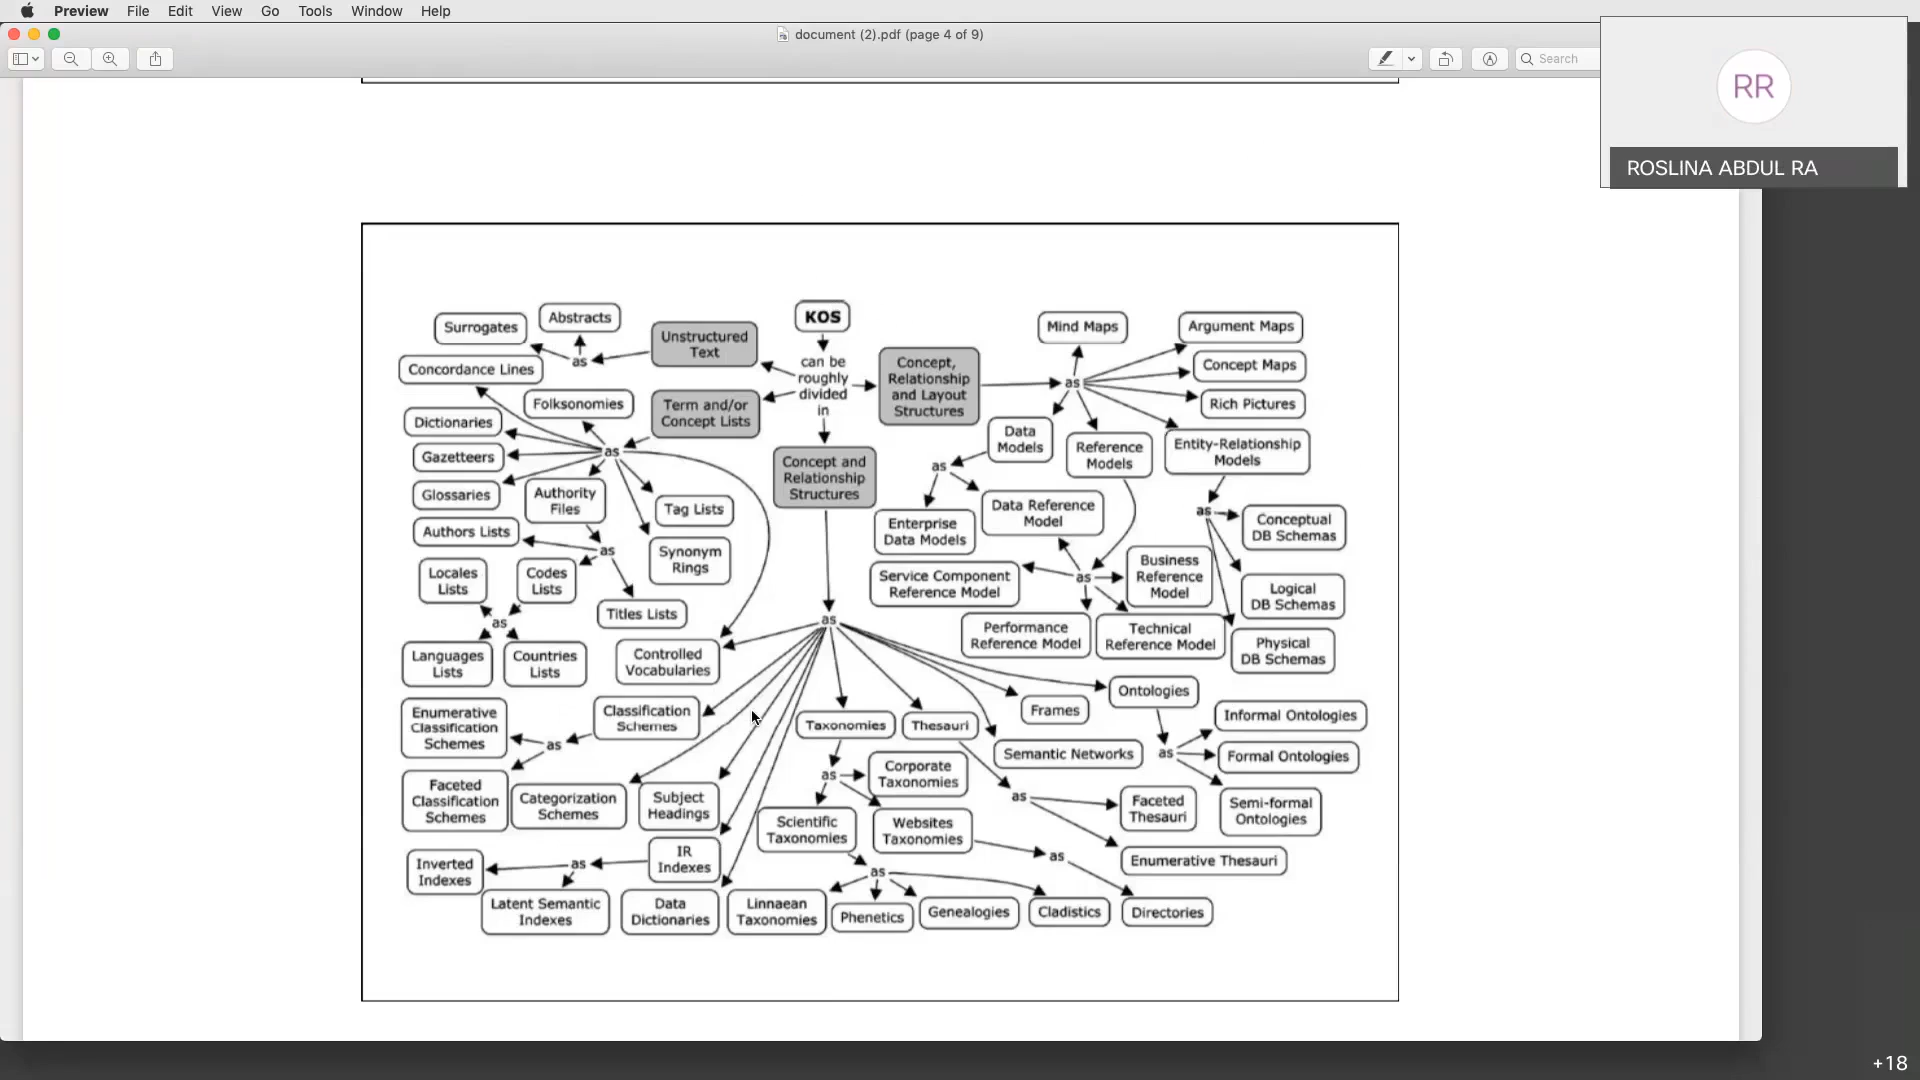 Preview File Edit View Go Tools Window Help
document (2).pdf (page 4 of 9)
Search
RR
ROSLINA ABDUL RA
KOS
can be
roughly
divided
in
Unstructured
Text
as
Abstracts
Surrogates
Term and/or
Concept Lists
as
Concordance Lines
Folksonomies
Dictionaries
Gazetteers
Glossaries
Authority
Files
Tag Lists
Synonym
Rings
as
Authors Lists
Codes
Lists
Titles Lists
as
Locales
Lists
Languages
Lists
Countries
Lists
Concept and
Relationship
Structures
as
Controlled
Vocabularies
Classification
Schemes
as
Enumerative
Classification
Schemes
Faceted
Classification
Schemes
Categorization
Schemes
Subject
Headings
IR
Indexes
as
Inverted
Indexes
Latent Semantic
Indexes
Data
Dictionaries
Taxonomies
as
Corporate
Taxonomies
Scientific
Taxonomies
Websites
Taxonomies
as
Linnaean
Taxonomies
Phenetics
Genealogies
Cladistics
as
Directories
Thesauri
as
Faceted
Thesauri
Enumerative Thesauri
Semantic Networks
Frames
Ontologies
as
Informal Ontologies
Formal Ontologies
Semi-formal
Ontologies
Concept,
Relationship
and Layout
Structures
as
Mind Maps
Argument Maps
Concept Maps
Rich Pictures
Entity-Relationship
Models
as
Conceptual
DB Schemas
Logical
DB Schemas
Physical
DB Schemas
Data
Models
as
Enterprise
Data Models
Data Reference
Model
Reference
Models
as
Service Component
Reference Model
Business
Reference
Model
Performance
Reference Model
Technical
Reference Model
+18